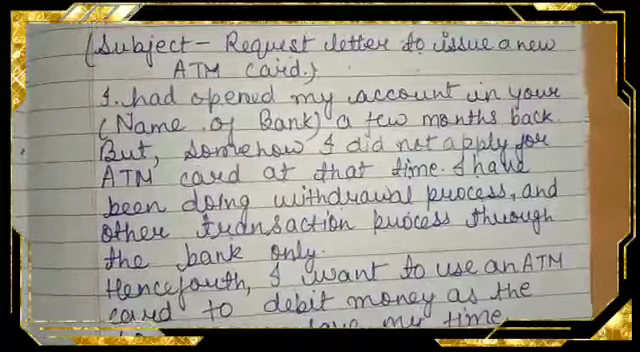 (Subject - Request letter to issue a new
ATM Card.)
I had opened my account in your
(Name of Bank) a few months back.
But, somehow I did not apply for
ATM card at that time. I have
been doing withdrawal process, and
other transaction process through
the bank only.
Henceforth, I want to use an ATM
card to debit money as the
my time